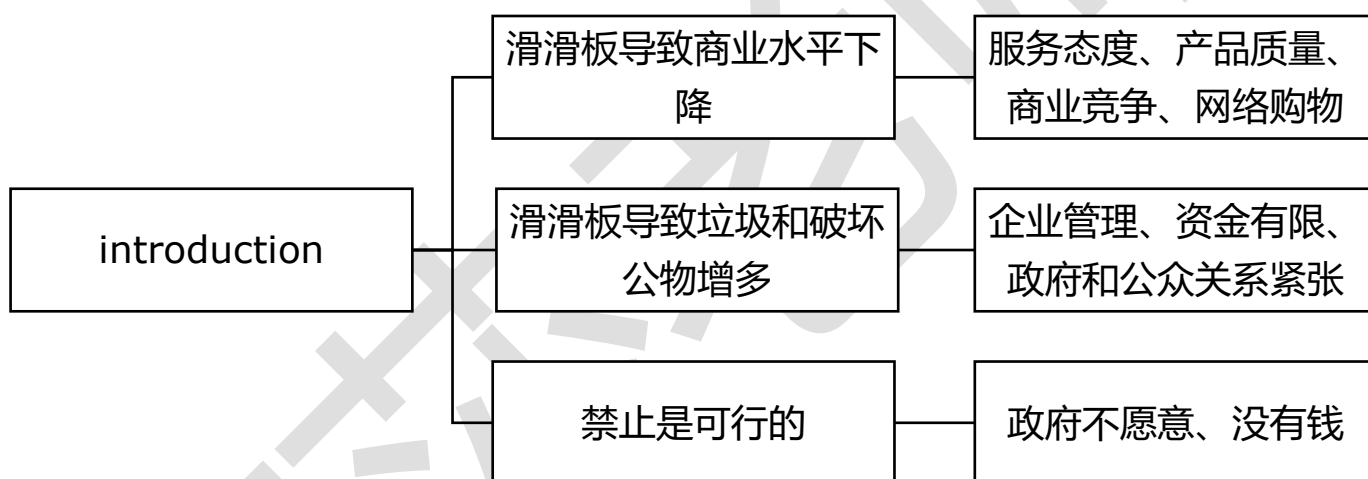 滑滑板导致商业水平下
降
服务态度、产品质量、
商业竞争、网络购物
introduction
滑滑板导致垃圾和破坏
公物增多
企业管理、资金有限、
政府和公众关系紧张
禁止是可行的
政府不愿意、没有钱